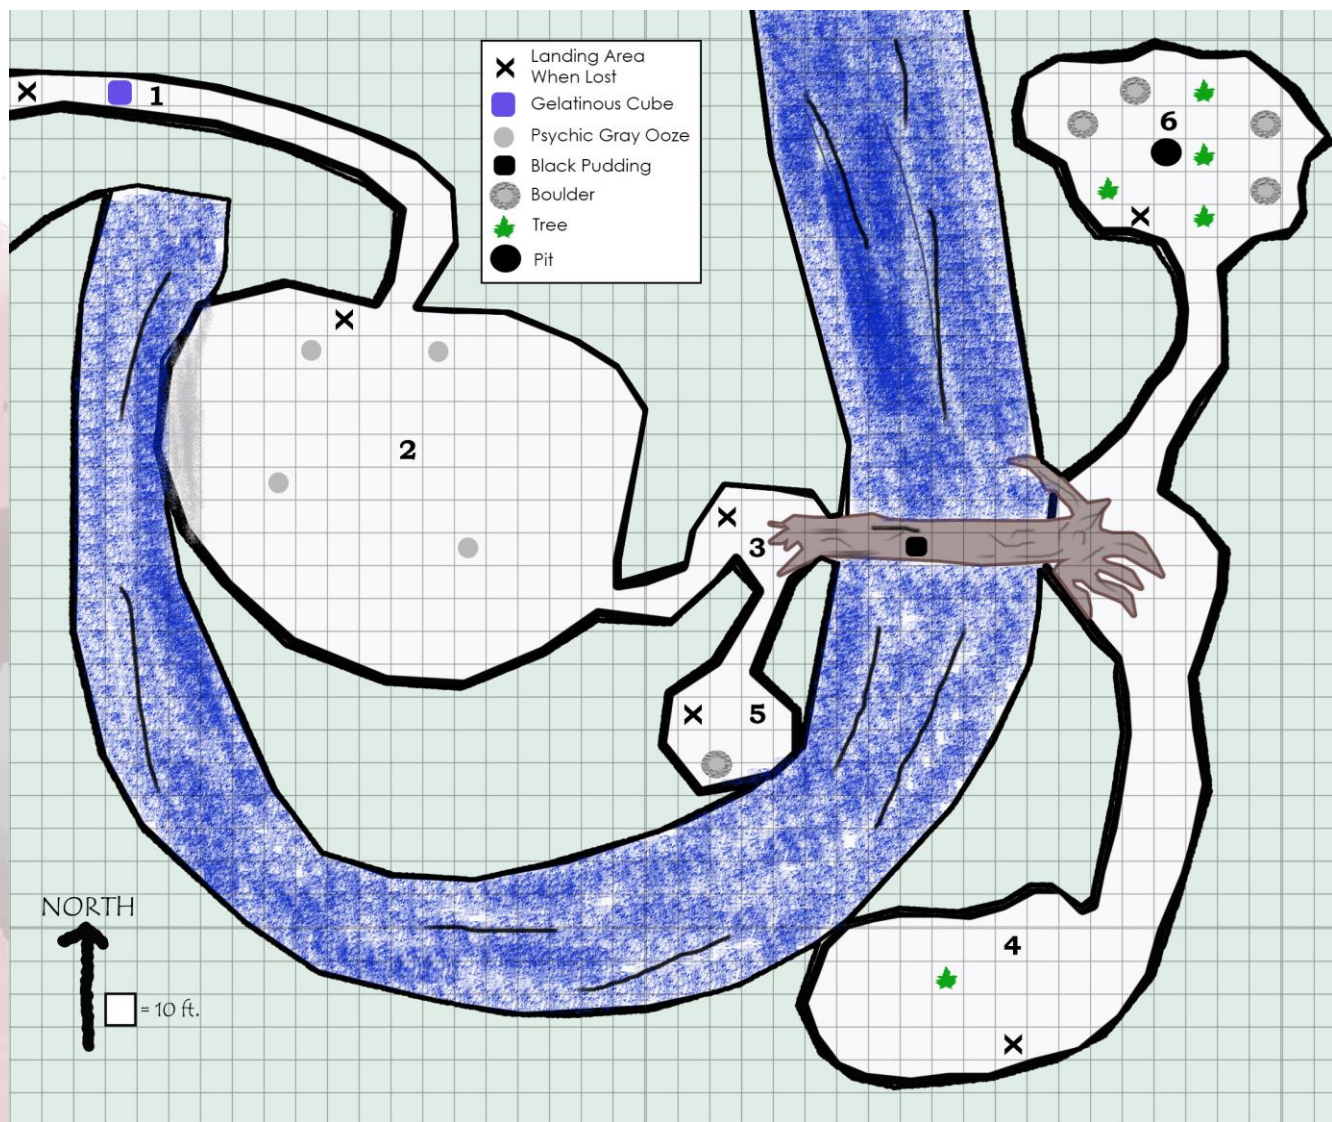 Landing Area
When Lost
Gelatinous Cube
Psychic Gray Ooze
Black Pudding
Boulder
Tree
Pit
1
6
2
3
5
4
NORTH
= 10 ft.